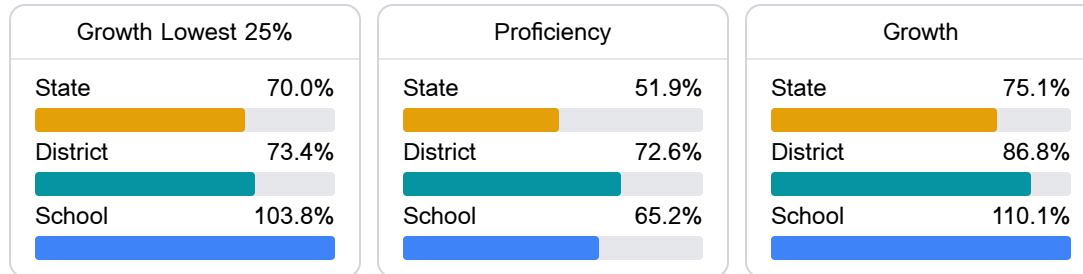 Growth Lowest 25%
State 70.0%
District 73.4%
School 103.8%
Proficiency
State 51.9%
District 72.6%
School 65.2%
Growth
State 75.1%
District 86.8%
School 110.1%